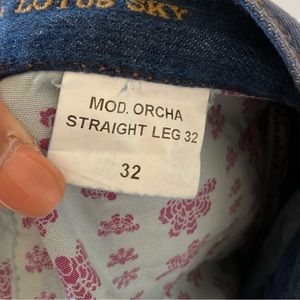 LOTUS SKY
MOD. ORCHA
STRAIGHT LEG 32
32